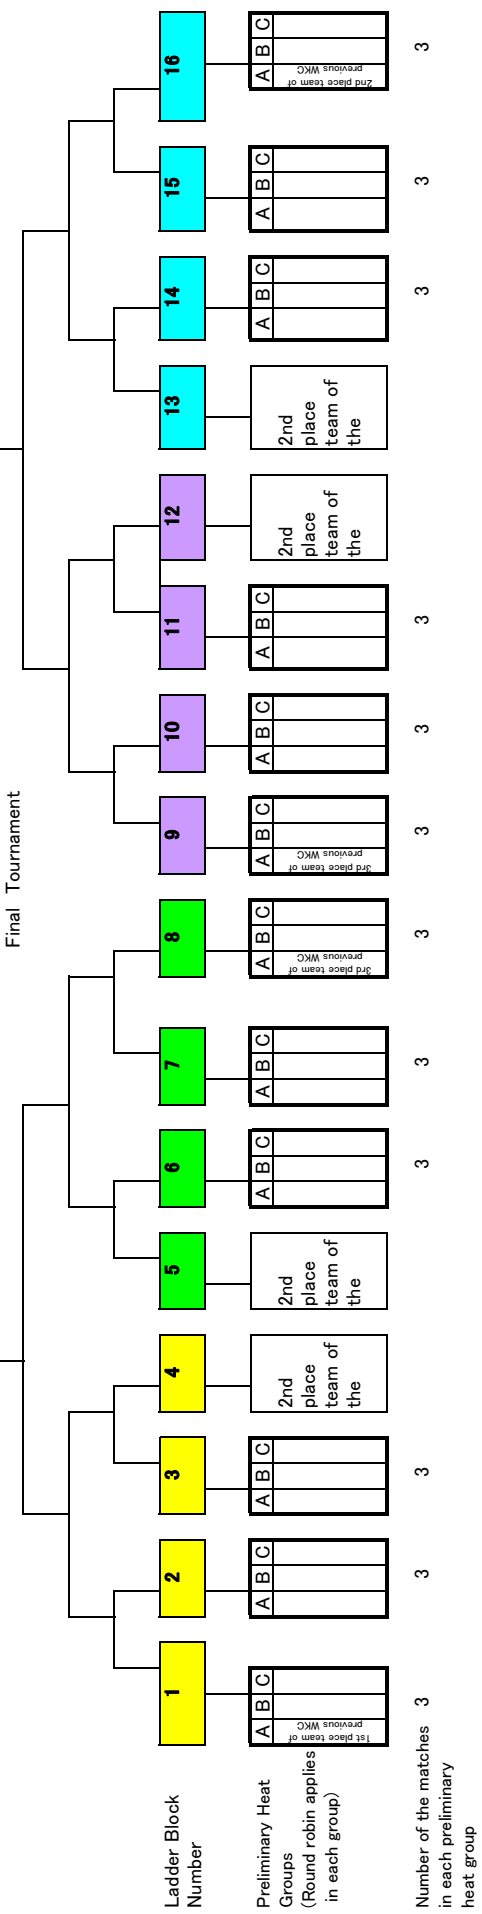 Final Tournament
Ladder Block
Number
1
2
3
4
5
6
7
8
9
10
11
12
13
14
15
16
Preliminary Heat
Groups
(Round robin applies
in each group)
A B C
1st place team of
previous WKC
A B C
A B C
2nd
place
team of
the
2nd
place
team of
the
A B C
A B C
A B C
3rd place team of
previous WKC
A B C
3rd place team of
previous WKC
A B C
A B C
2nd
place
team of
the
2nd
place
team of
the
A B C
A B C
A B C
2nd place team of
previous WKC
Number of the matches
in each preliminary
heat group
3
3
3
3
3
3
3
3
3
3
3
3